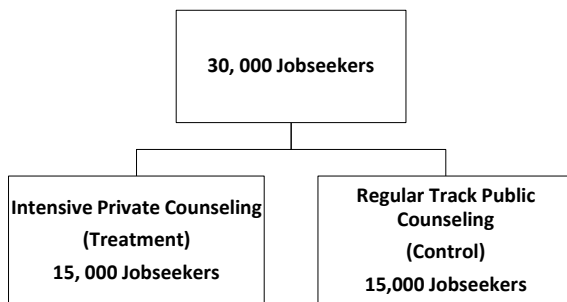 30, 000 Jobseekers
Intensive Private Counseling
(Treatment)
15, 000 Jobseekers
Regular Track Public
Counseling
(Control)
15,000 Jobseekers